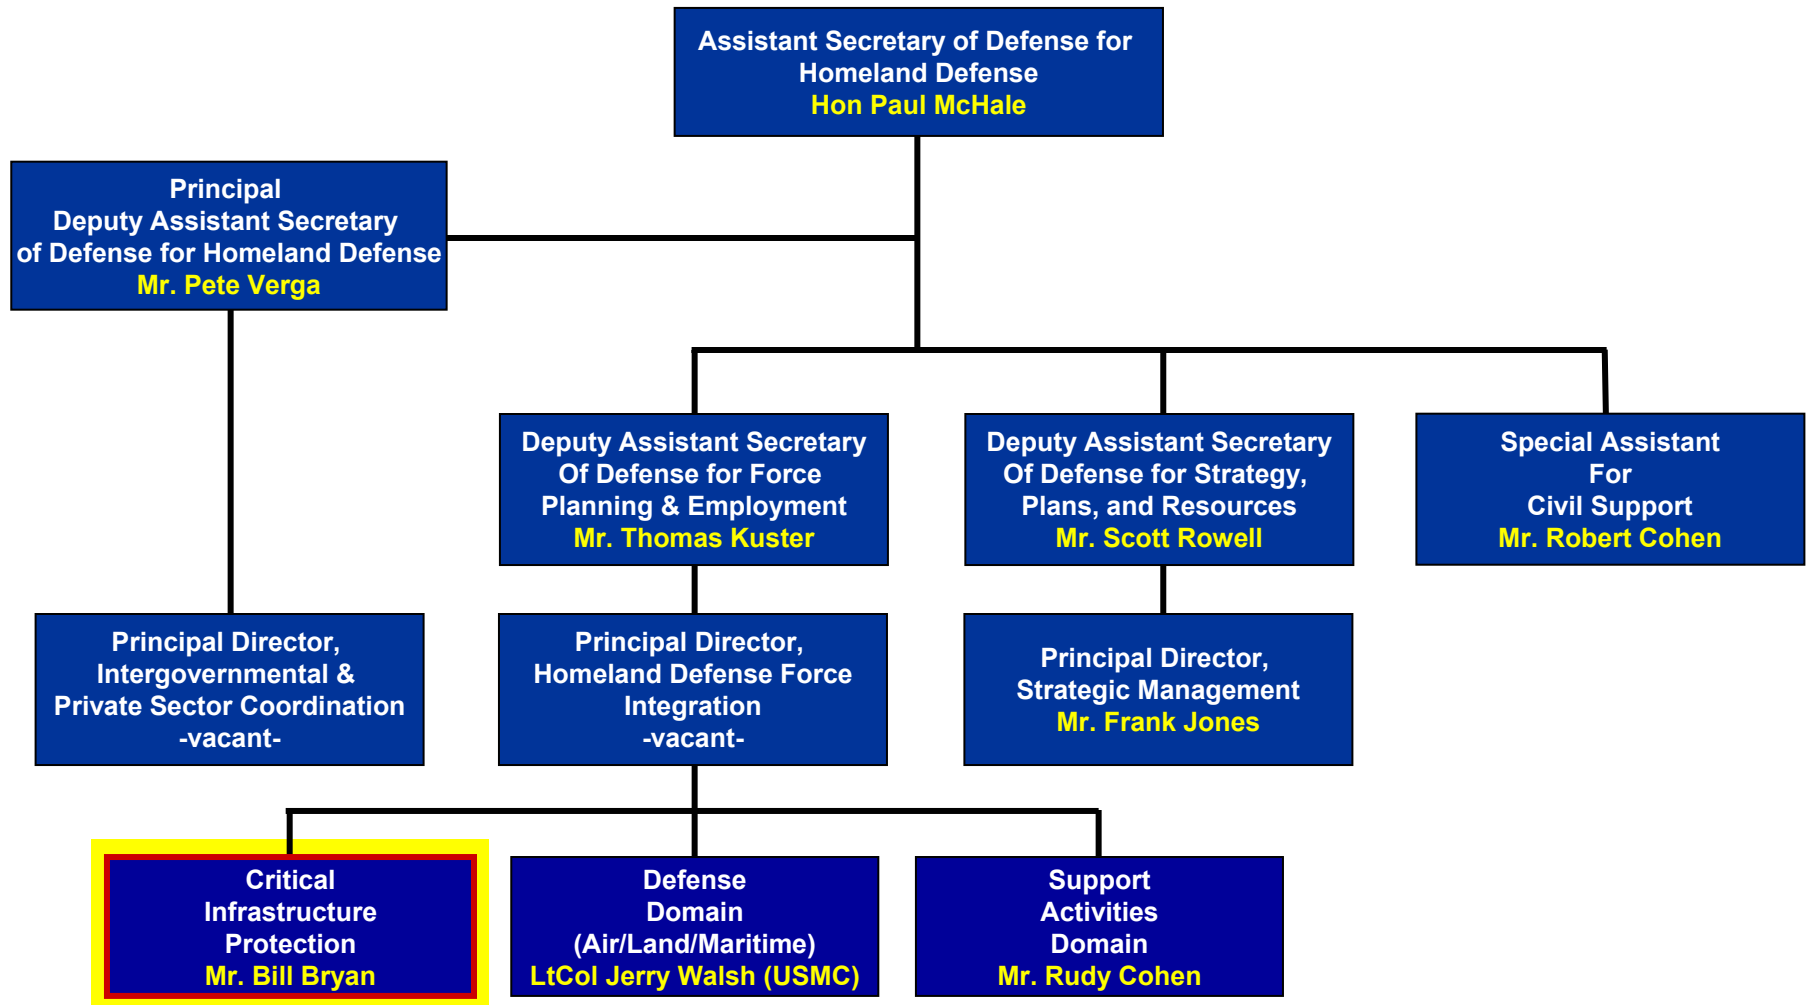 Assistant Secretary of Defense for
Homeland Defense
Hon Paul McHale
Principal
Deputy Assistant Secretary
of Defense for Homeland Defense
Mr. Pete Verga
Deputy Assistant Secretary
Of Defense for Force
Planning & Employment
Mr. Thomas Kuster
Deputy Assistant Secretary
Of Defense for Strategy,
Plans, and Resources
Mr. Scott Rowell
Special Assistant
For
Civil Support
Mr. Robert Cohen
Principal Director,
Intergovernmental &
Private Sector Coordination
-vacant-
Principal Director,
Homeland Defense Force
Integration
-vacant-
Principal Director,
Strategic Management
Mr. Frank Jones
Critical
Infrastructure
Protection
Mr. Bill Bryan
Defense
Domain
(Air/Land/Maritime)
LtCol Jerry Walsh (USMC)
Support
Activities
Domain
Mr. Rudy Cohen